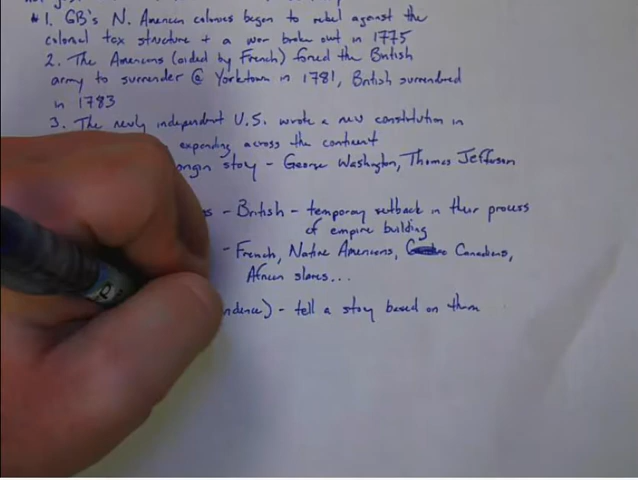 #1. GB's N. American colonies began to rebel against the
colonial tax structure + a war broke out in 1775
2. The Americans (aided by French) forced the British
army to surrender @ Yorktown in 1781, British surrendered
in 1783
3. The newly independent U.S. wrote a new constitution in
expanding across the continent
origin story - George Washington, Thomas Jefferson
- British - temporary setback in their process
of empire building
- French, Native Americans, Canadians,
African slaves...
ndence) - tell a story based on them